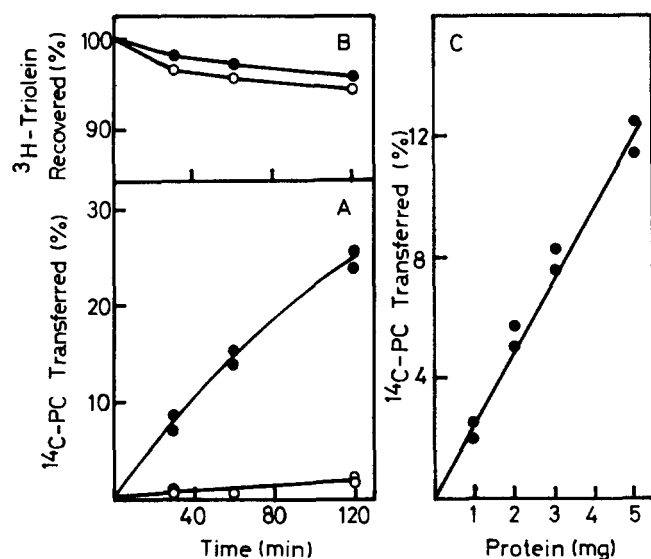 B
³H-Triolein
Recovered (%)
100
90
A
¹⁴C-PC Transferred (%)
30
20
10
40
80
120
Time (min)
C
¹⁴C-PC Transferred (%)
12
8
4
1
2
3
4
5
Protein (mg)